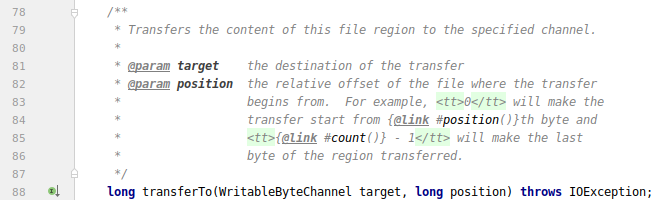 78 /**
79 * Transfers the content of this file region to the specified channel.
80 *
81 * @param target    the destination of the transfer
82 * @param position  the relative offset of the file where the transfer
83 *                  begins from.  For example, <tt>0</tt> will make the
84 *                  transfer start from {@link #position()}th byte and
85 *                  <tt>{@link #count()} - 1</tt> will make the last
86 *                  byte of the region transferred.
87 */
88 long transferTo(WritableByteChannel target, long position) throws IOException;